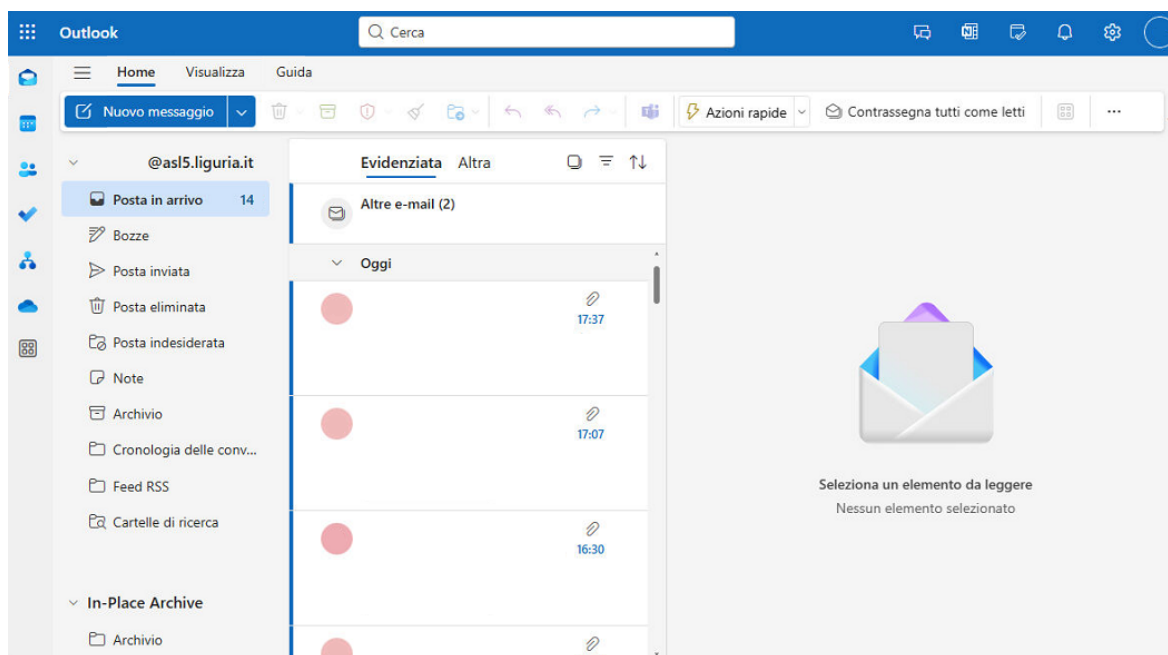 Outlook
Cerca
Home Visualizza Guida
Nuovo messaggio
Azioni rapide
Contrassegna tutti come letti
@asl5.liguria.it
Posta in arrivo 14
Bozze
Posta inviata
Posta eliminata
Posta indesiderata
Note
Archivio
Cronologia delle conv...
Feed RSS
Cartelle di ricerca
In-Place Archive
Archivio
Evidenziata Altra
Altre e-mail (2)
Oggi
17:37
17:07
16:30
Seleziona un elemento da leggere
Nessun elemento selezionato